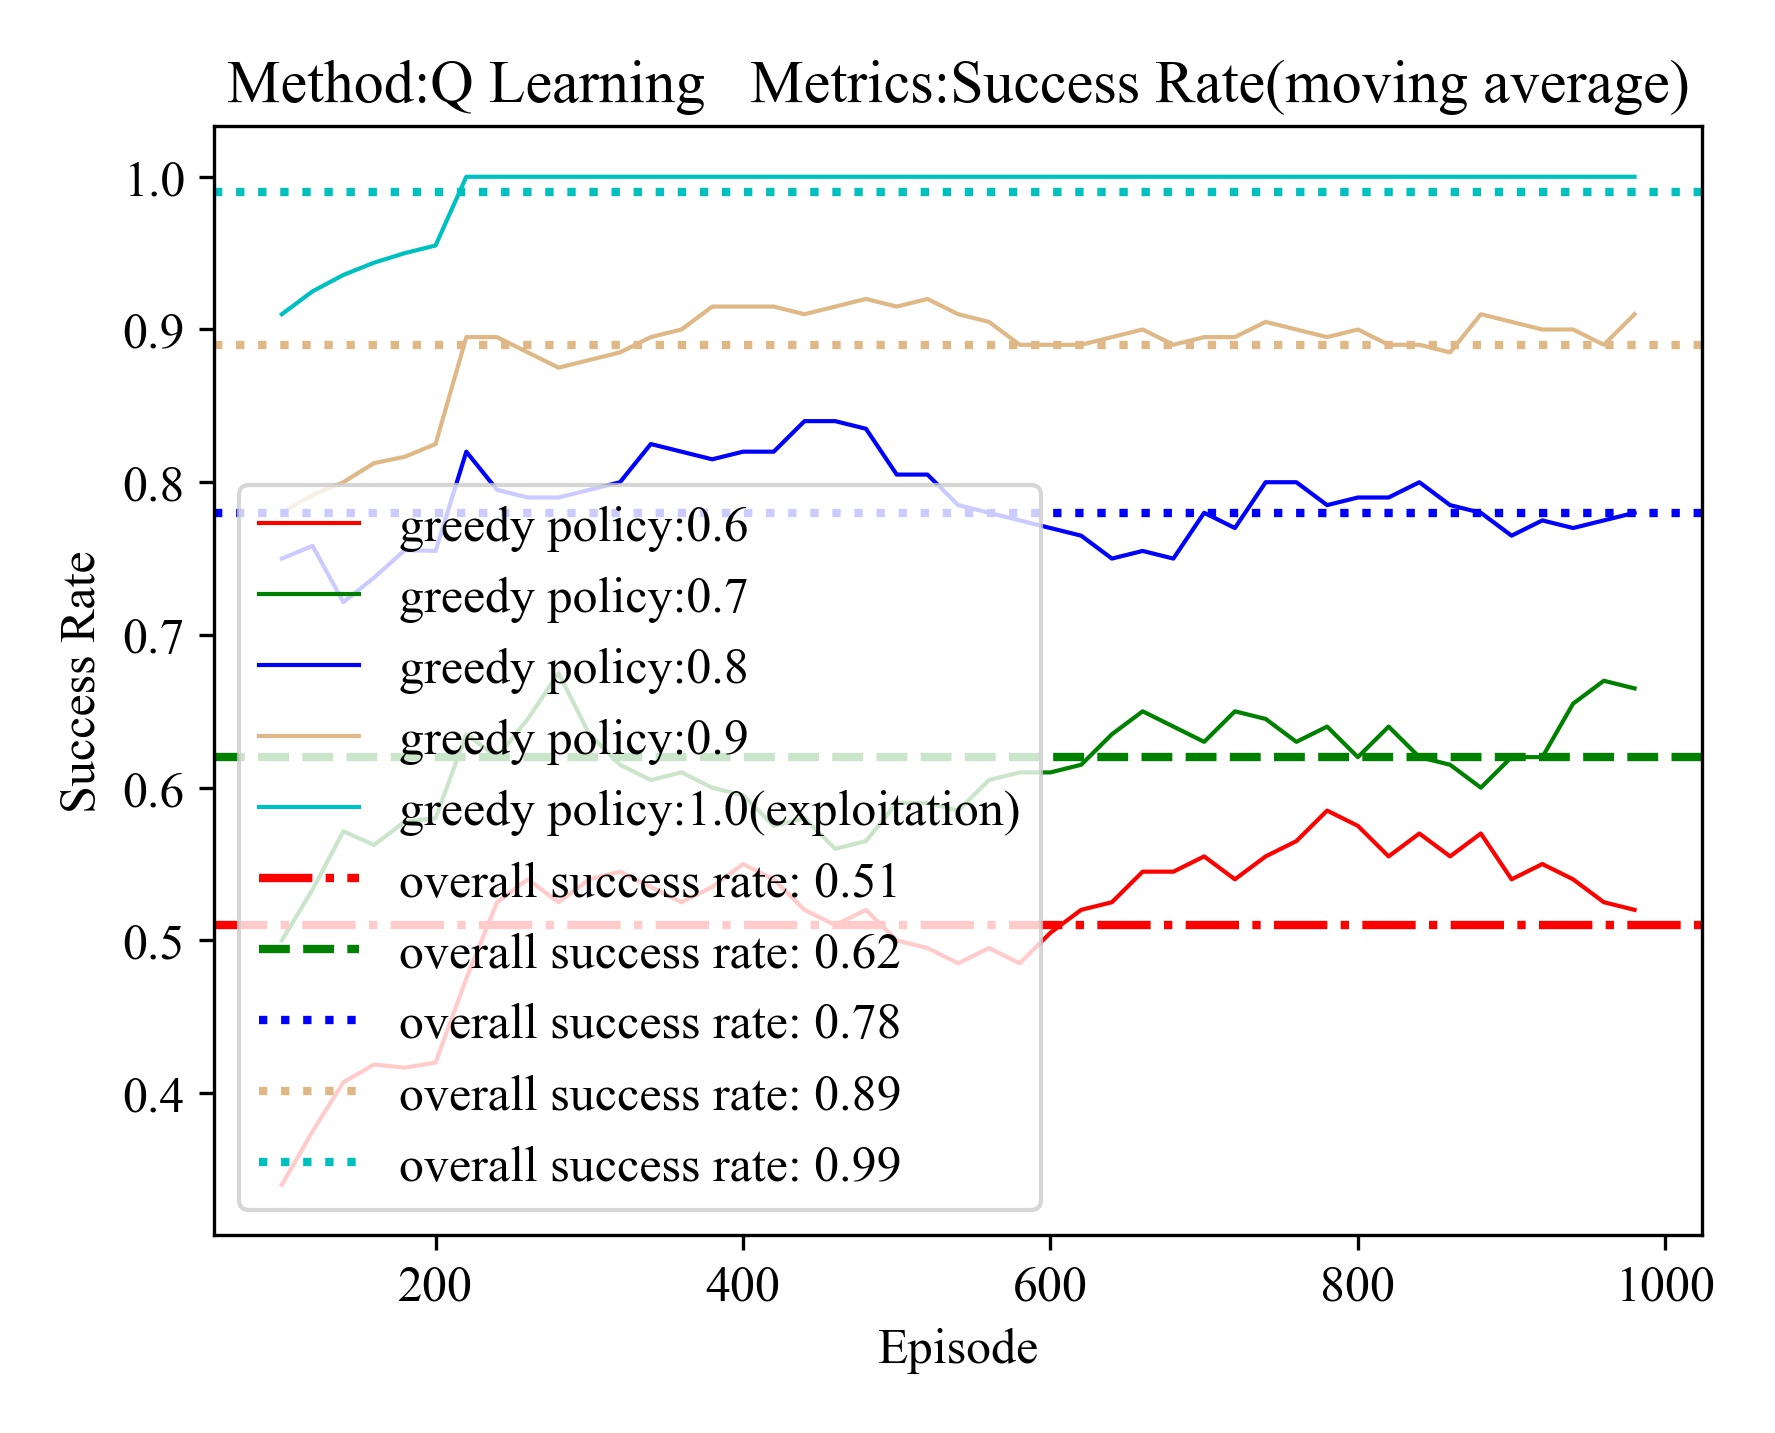 Method:Q Learning   Metrics:Success Rate(moving average)
1.0
0.9
0.8
0.7
0.6
0.5
0.4
Success Rate
greedy policy:0.6
greedy policy:0.7
greedy policy:0.8
greedy policy:0.9
greedy policy:1.0(exploitation)
overall success rate: 0.51
overall success rate: 0.62
overall success rate: 0.78
overall success rate: 0.89
overall success rate: 0.99
200 400 600 800 1000
Episode